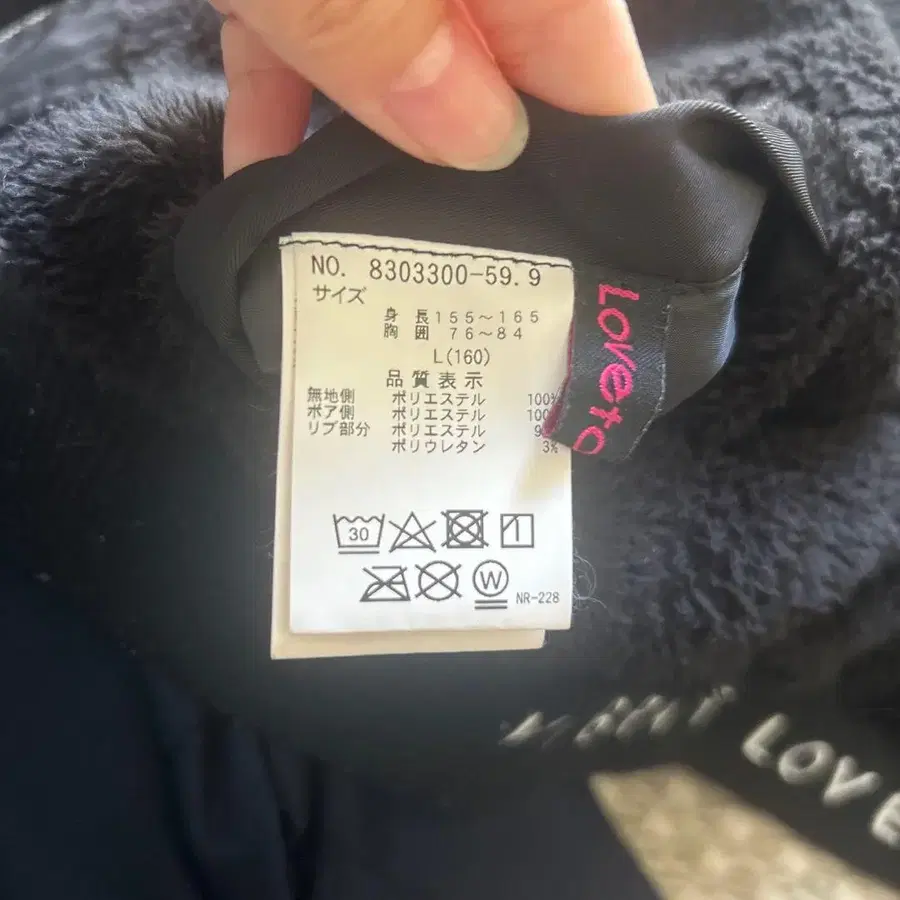 NO. 8303300-59.9
サイズ
身長155～165
胸囲 76～84
L(160)
品質表示
無地側 ポリエステル 100%
ボア側 ポリエステル 100
リブ部分 ポリエステル 9
ポリウレタン 3%
30
W
NR-228
Loveto
LOVE